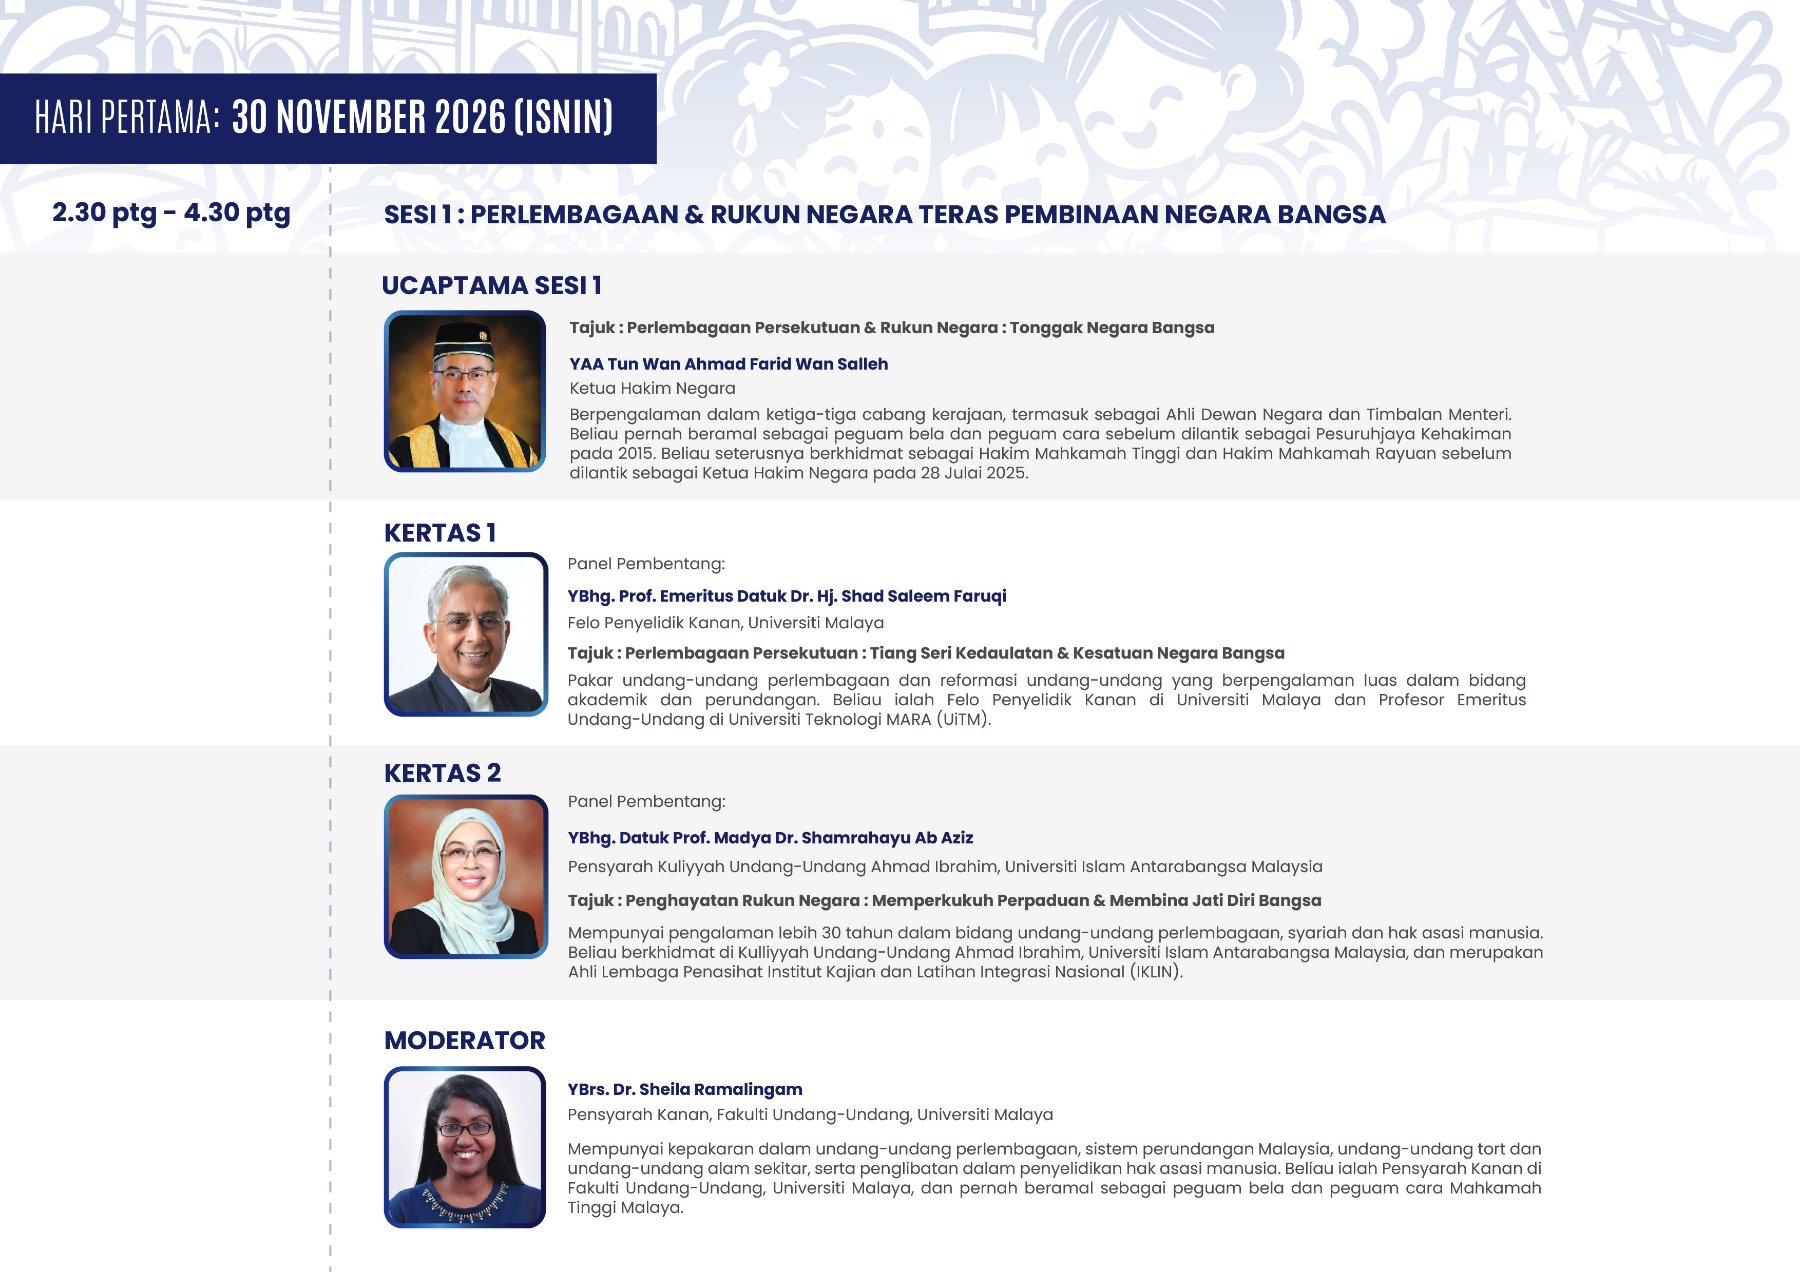 HARI PERTAMA: 30 NOVEMBER 2026 (ISNIN)
2.30 ptg - 4.30 ptg
SESI 1 : PERLEMBAGAAN & RUKUN NEGARA TERAS PEMBINAAN NEGARA BANGSA
UCAPTAMA SESI 1
Tajuk : Perlembagaan Persekutuan & Rukun Negara : Tonggak Negara Bangsa
YAA Tun Wan Ahmad Farid Wan Salleh
Ketua Hakim Negara
Berpengalaman dalam ketiga-tiga cabang kerajaan, termasuk sebagai Ahli Dewan Negara dan Timbalan Menteri.
Beliau pernah beramal sebagai peguam bela dan peguam cara sebelum dilantik sebagai Pesuruhjaya Kehakiman
pada 2015. Beliau seterusnya berkhidmat sebagai Hakim Mahkamah Tinggi dan Hakim Mahkamah Rayuan sebelum
dilantik sebagai Ketua Hakim Negara pada 28 Julai 2025.
KERTAS 1
Panel Pembentang:
YBhg. Prof. Emeritus Datuk Dr. Hj. Shad Saleem Faruqi
Felo Penyelidik Kanan, Universiti Malaya
Tajuk : Perlembagaan Persekutuan : Tiang Seri Kedaulatan & Kesatuan Negara Bangsa
Pakar undang-undang perlembagaan dan reformasi undang-undang yang berpengalaman luas dalam bidang
akademik dan perundangan. Beliau ialah Felo Penyelidik Kanan di Universiti Malaya dan Profesor Emeritus
Undang-Undang di Universiti Teknologi MARA (UiTM).
KERTAS 2
Panel Pembentang:
YBhg. Datuk Prof. Madya Dr. Shamrahayu Ab Aziz
Pensyarah Kuliyyah Undang-Undang Ahmad Ibrahim, Universiti Islam Antarabangsa Malaysia
Tajuk : Penghayatan Rukun Negara : Memperkukuh Perpaduan & Membina Jati Diri Bangsa
Mempunyai pengalaman lebih 30 tahun dalam bidang undang-undang perlembagaan, syariah dan hak asasi manusia.
Beliau berkhidmat di Kulliyyah Undang-Undang Ahmad Ibrahim, Universiti Islam Antarabangsa Malaysia, dan merupakan
Ahli Lembaga Penasihat Institut Kajian dan Latihan Integrasi Nasional (IKLIN).
MODERATOR
YBrs. Dr. Sheila Ramalingam
Pensyarah Kanan, Fakulti Undang-Undang, Universiti Malaya
Mempunyai kepakaran dalam undang-undang perlembagaan, sistem perundangan Malaysia, undang-undang tort dan
undang-undang alam sekitar, serta penglibatan dalam penyelidikan hak asasi manusia. Beliau ialah Pensyarah Kanan di
Fakulti Undang-Undang, Universiti Malaya, dan pernah beramal sebagai peguam bela dan peguam cara Mahkamah
Tinggi Malaya.